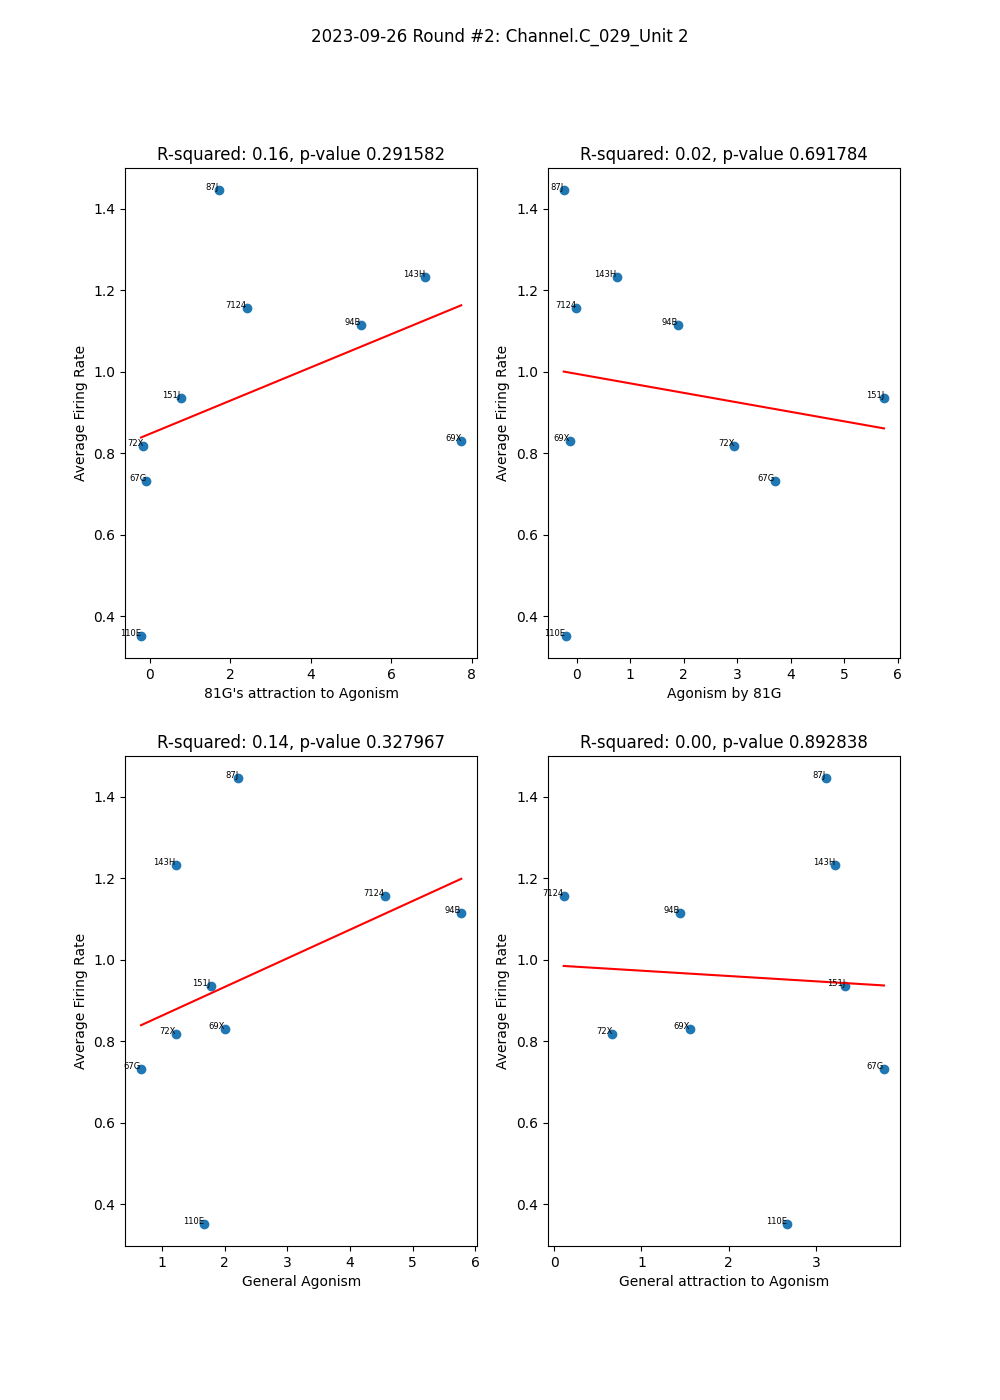 2023-09-26 Round #2: Channel.C_029_Unit 2
R-squared: 0.16, p-value 0.291582
87J
143H
7124
94B
151J
69X
72X
67G
110E
1.4
1.2
1.0
0.8
0.6
0.4
Average Firing Rate
0 2 4 6 8
81G's attraction to Agonism
R-squared: 0.02, p-value 0.691784
87J
143H
7124
94B
151J
69X
72X
67G
110E
1.4
1.2
1.0
0.8
0.6
0.4
Average Firing Rate
0 1 2 3 4 5 6
Agonism by 81G
R-squared: 0.14, p-value 0.327967
87J
143H
7124
94B
151J
69X
72X
67G
110E
1.4
1.2
1.0
0.8
0.6
0.4
Average Firing Rate
1 2 3 4 5 6
General Agonism
R-squared: 0.00, p-value 0.892838
87J
143H
7124
94B
151J
69X
72X
67G
110E
1.4
1.2
1.0
0.8
0.6
0.4
Average Firing Rate
0 1 2 3
General attraction to Agonism